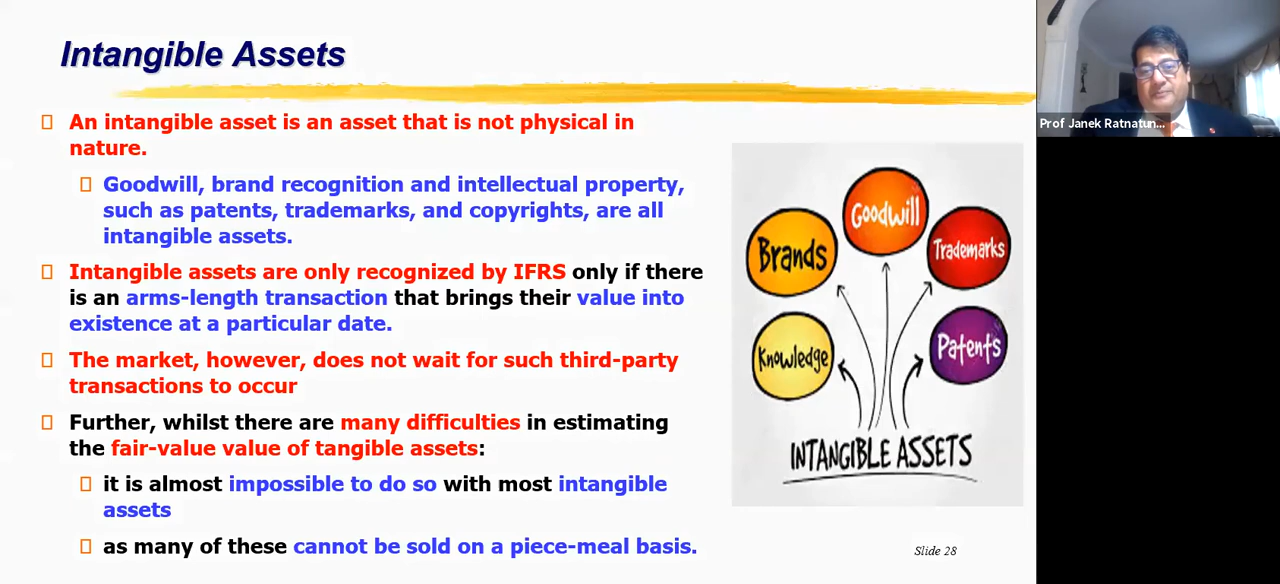 Intangible Assets
An intangible asset is an asset that is not physical in
nature.
Goodwill, brand recognition and intellectual property,
such as patents, trademarks, and copyrights, are all
intangible assets.
Intangible assets are only recognized by IFRS only if there
is an arms-length transaction that brings their value into
existence at a particular date.
The market, however, does not wait for such third-party
transactions to occur
Further, whilst there are many difficulties in estimating
the fair-value value of tangible assets:
it is almost impossible to do so with most intangible
assets
as many of these cannot be sold on a piece-meal basis.
Goodwill
Brands
Trademarks
Knowledge
Patents
INTANGIBLE ASSETS
Slide 28
Prof Janek Ratnatun...